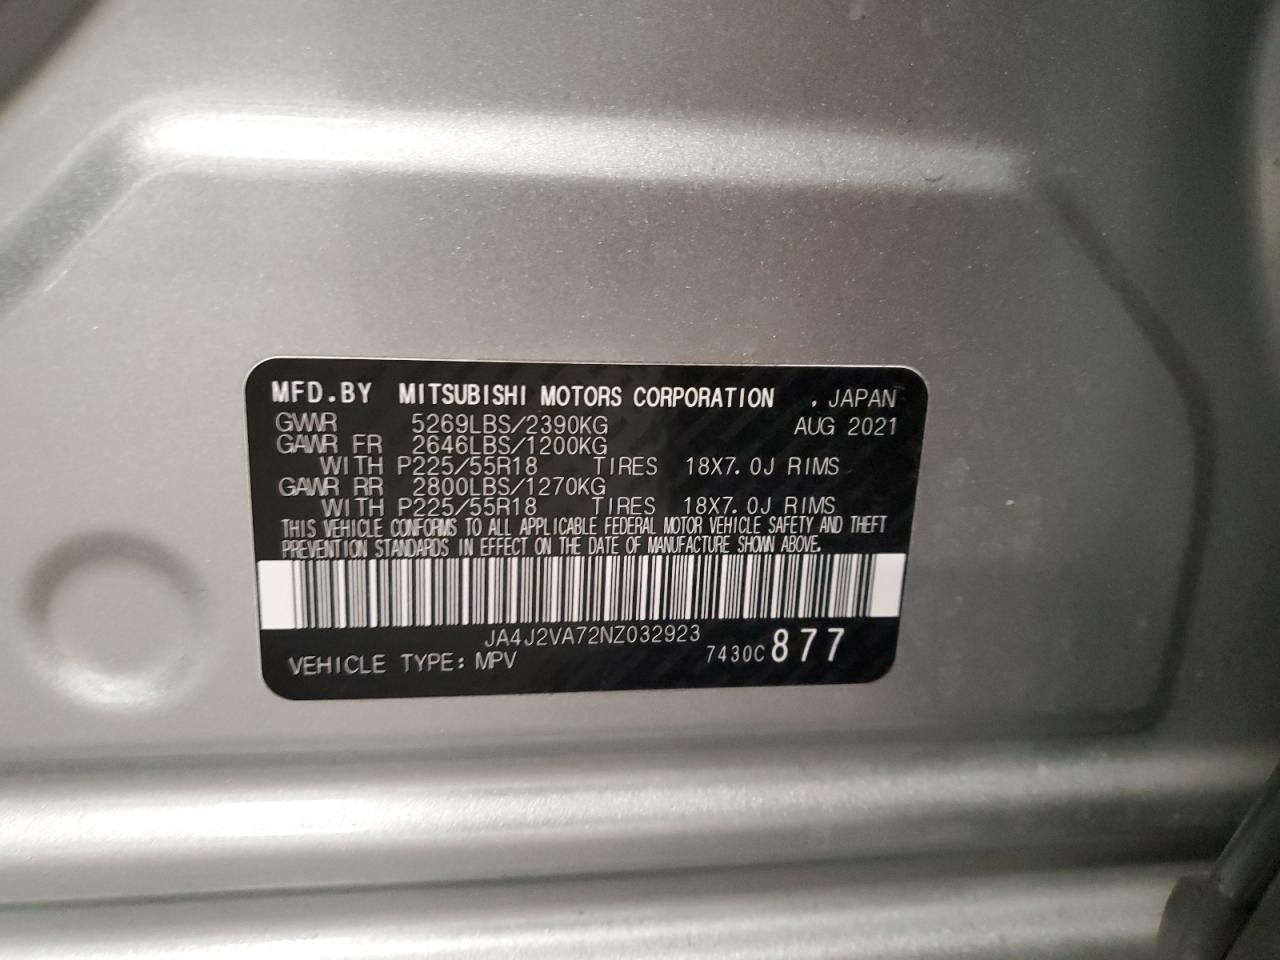 MFD.BY MITSUBISHI MOTORS CORPORATION . JAPAN
GVWR 5269LBS/2390KG AUG 2021
GAWR FR 2646LBS/1200KG
WITH P225/55R18 TIRES 18X7.0J RIMS
GAWR RR 2800LBS/1270KG
WITH P225/55R18 TIRES 18X7.0J RIMS
THIS VEHICLE CONFORMS TO ALL APPLICABLE FEDERAL MOTOR VEHICLE SAFETY AND THEFT
PREVENTION STANDARDS IN EFFECT ON THE DATE OF MANUFACTURE SHOWN ABOVE.
JA4J2VA72NZ032923
VEHICLE TYPE: MPV 7430C 877